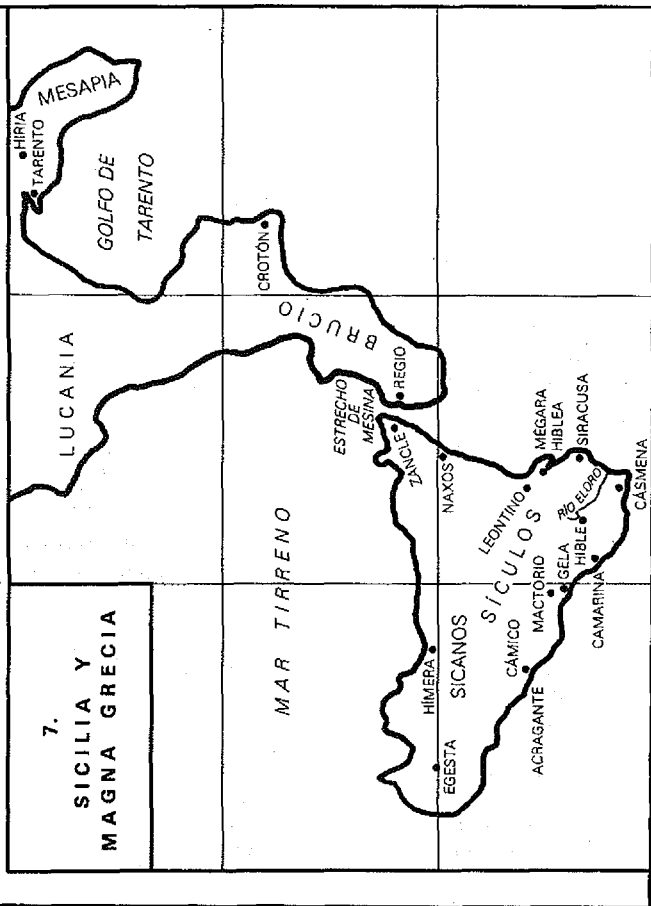 7.
SICILIA Y
MAGNA GRECIA
LUCANIA
HIRIA
TARENTO
MESAPIA
GOLFO DE
TARENTO
CROTÓN
BRUCIO
MAR TIRRENO
ESTRECHO
DE
MESINA
REGIO
ZANCLE
NAXOS
HÍMERA
SICANOS
EGESTA
SÍCULOS
LEONTINO
MÉGARA
HIBLEA
SIRACUSA
RÍO ELORO
CÁSMENA
HIBLE
CAMARINA
GELA
MACTORIO
CÁMICO
ACRAGANTE